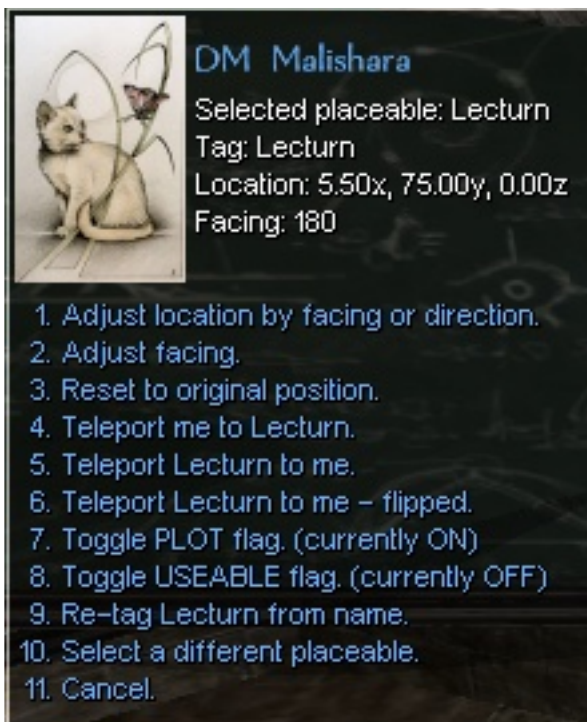 DM Malishara
Selected placeable: Lecturn
Tag: Lecturn
Location: 5.50x, 75.00y, 0.00z
Facing: 180
1. Adjust location by facing or direction.
2. Adjust facing.
3. Reset to original position.
4. Teleport me to Lecturn.
5. Teleport Lecturn to me.
6. Teleport Lecturn to me - flipped.
7. Toggle PLOT flag. (currently ON)
8. Toggle USEABLE flag. (currently OFF)
9. Re-tag Lecturn from name.
10. Select a different placeable.
11. Cancel.